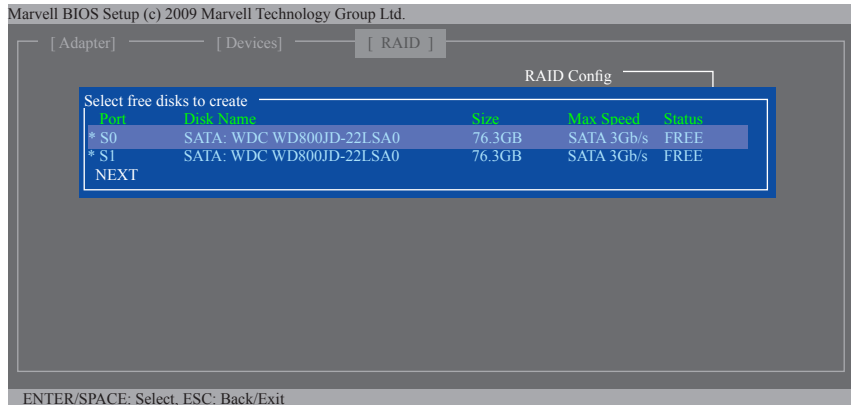 Marvell BIOS Setup (c) 2009 Marvell Technology Group Ltd.
[ Adapter] [ Devices] [ RAID ]
RAID Config
Select free disks to create
Port Disk Name Size Max Speed Status
* S0 SATA: WDC WD800JD-22LSA0 76.3GB SATA 3Gb/s FREE
* S1 SATA: WDC WD800JD-22LSA0 76.3GB SATA 3Gb/s FREE
NEXT
ENTER/SPACE: Select, ESC: Back/Exit